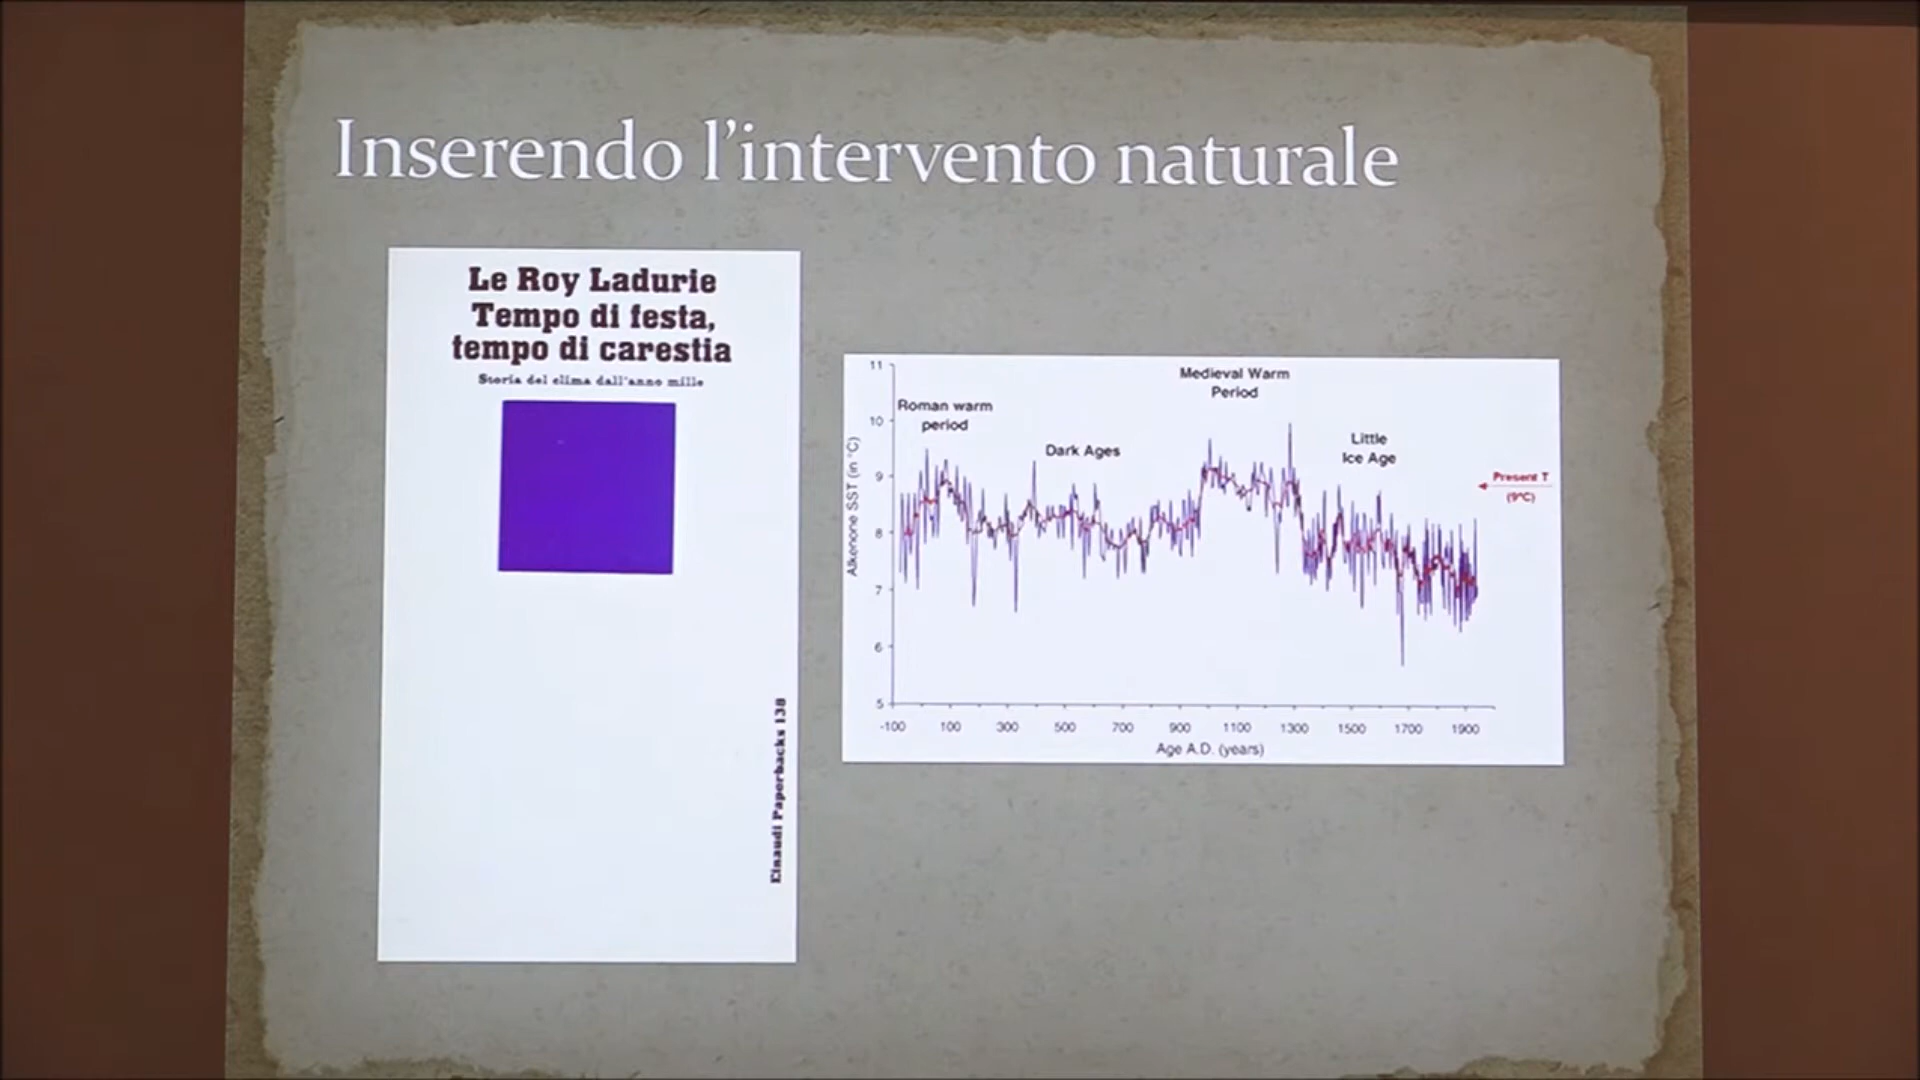 Inserendo l'intervento naturale
Le Roy Ladurie
Tempo di festa,
tempo di carestia
Storia del clima dall'anno mille
Einaudi Paperbacks 138
Medieval Warm
Period
Roman warm
period
Dark Ages
Little
Ice Age
Present T
(9°C)
Alkenone SST (in °C)
11
10
9
8
7
6
5
-100 100 300 500 700 900 1100 1300 1500 1700 1900
Age A.D. (years)